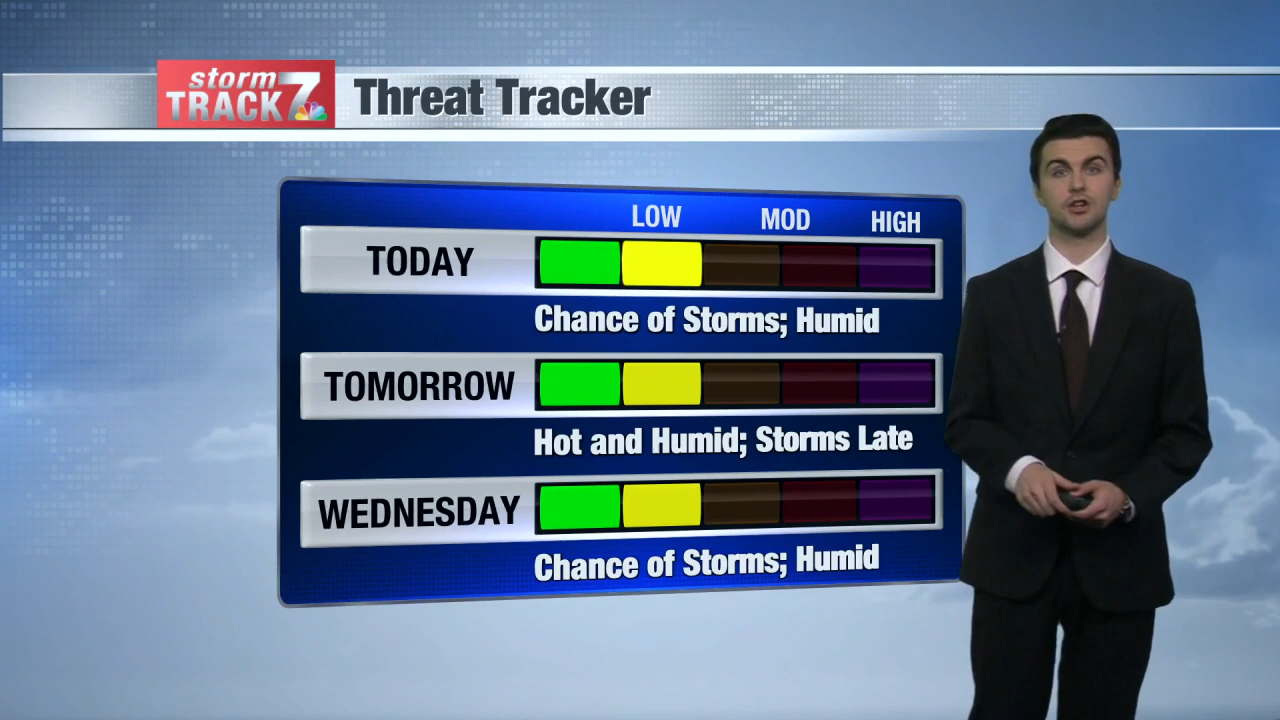 storm
TRACK 7
Threat Tracker
LOW MOD HIGH
TODAY
Chance of Storms; Humid
TOMORROW
Hot and Humid; Storms Late
WEDNESDAY
Chance of Storms; Humid